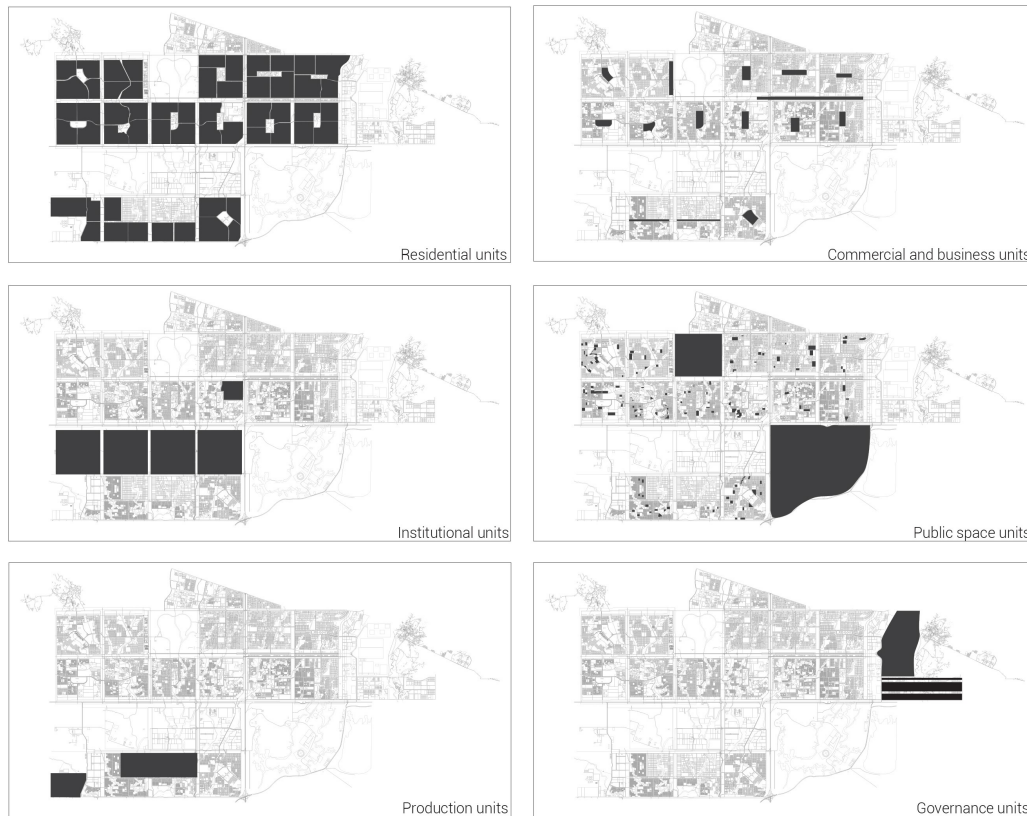 Residential units
Commercial and business units
Institutional units
Public space units
Production units
Governance units